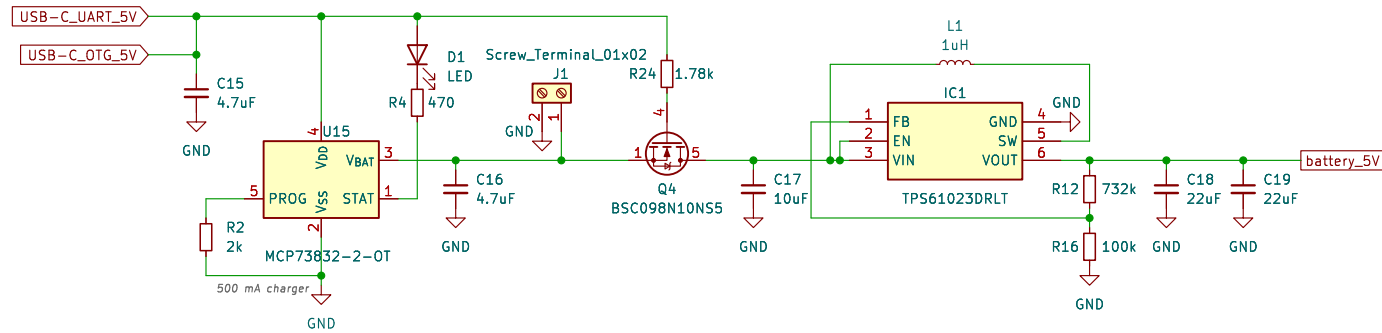 USB-C_UART_5V
USB-C_OTG_5V
C15
4.7uF
GND
D1
LED
R4 470
Screw_Terminal_01x02
J1
2
1
GND
R24 1.78k
4
1
5
Q4
BSC098N10NS5
L1
1uH
IC1
1 FB
2 EN
3 VIN
GND 4
SW 5
VOUT 6
GND
TPS61023DRLT
battery_5V
U15
4
VDD
VBAT 3
5 PROG
STAT 1
VSS
2
MCP73832-2-OT
R2
2k
500 mA charger
GND
C16
4.7uF
GND
C17
10uF
GND
R12 732k
R16 100k
GND
C18
22uF
GND
C19
22uF
GND